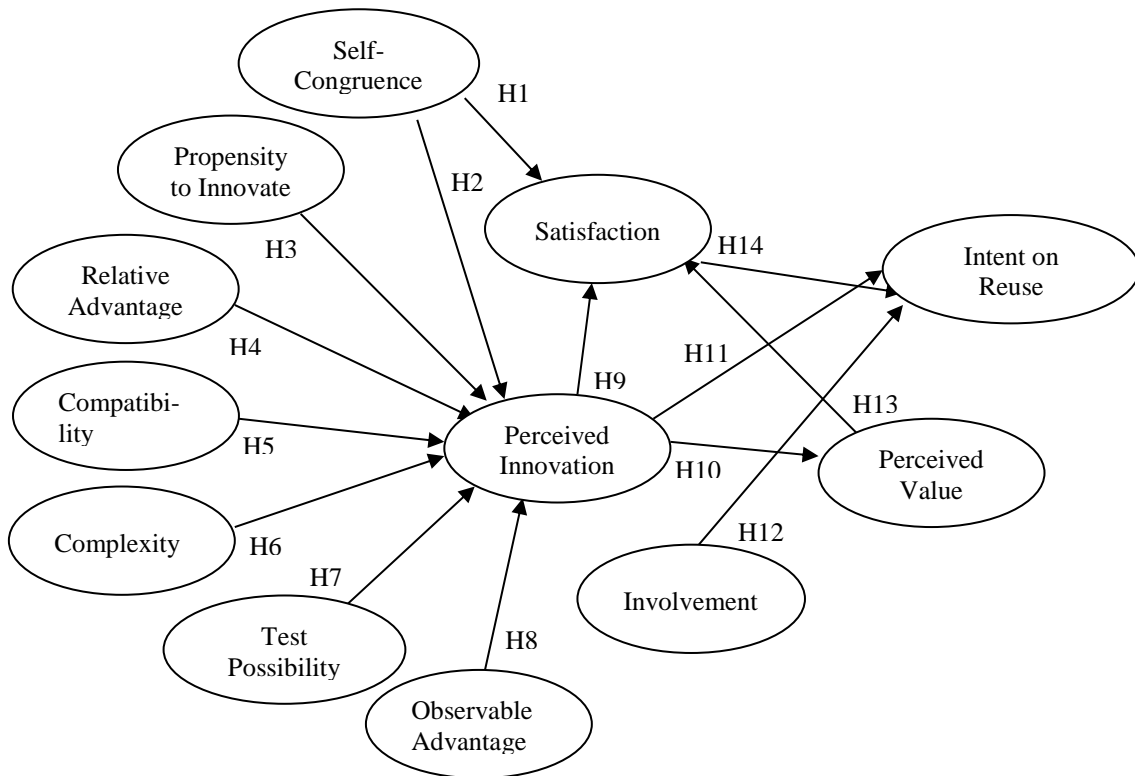 Self-
Congruence
H1
Propensity
to Innovate
H2
H3
Satisfaction
H14
Intent on
Reuse
Relative
Advantage
H4
H11
H9
H13
Compatibi-
lity
H5
Perceived
Innovation
H10
Perceived
Value
Complexity
H6
H12
H7
Involvement
Test
Possibility
H8
Observable
Advantage